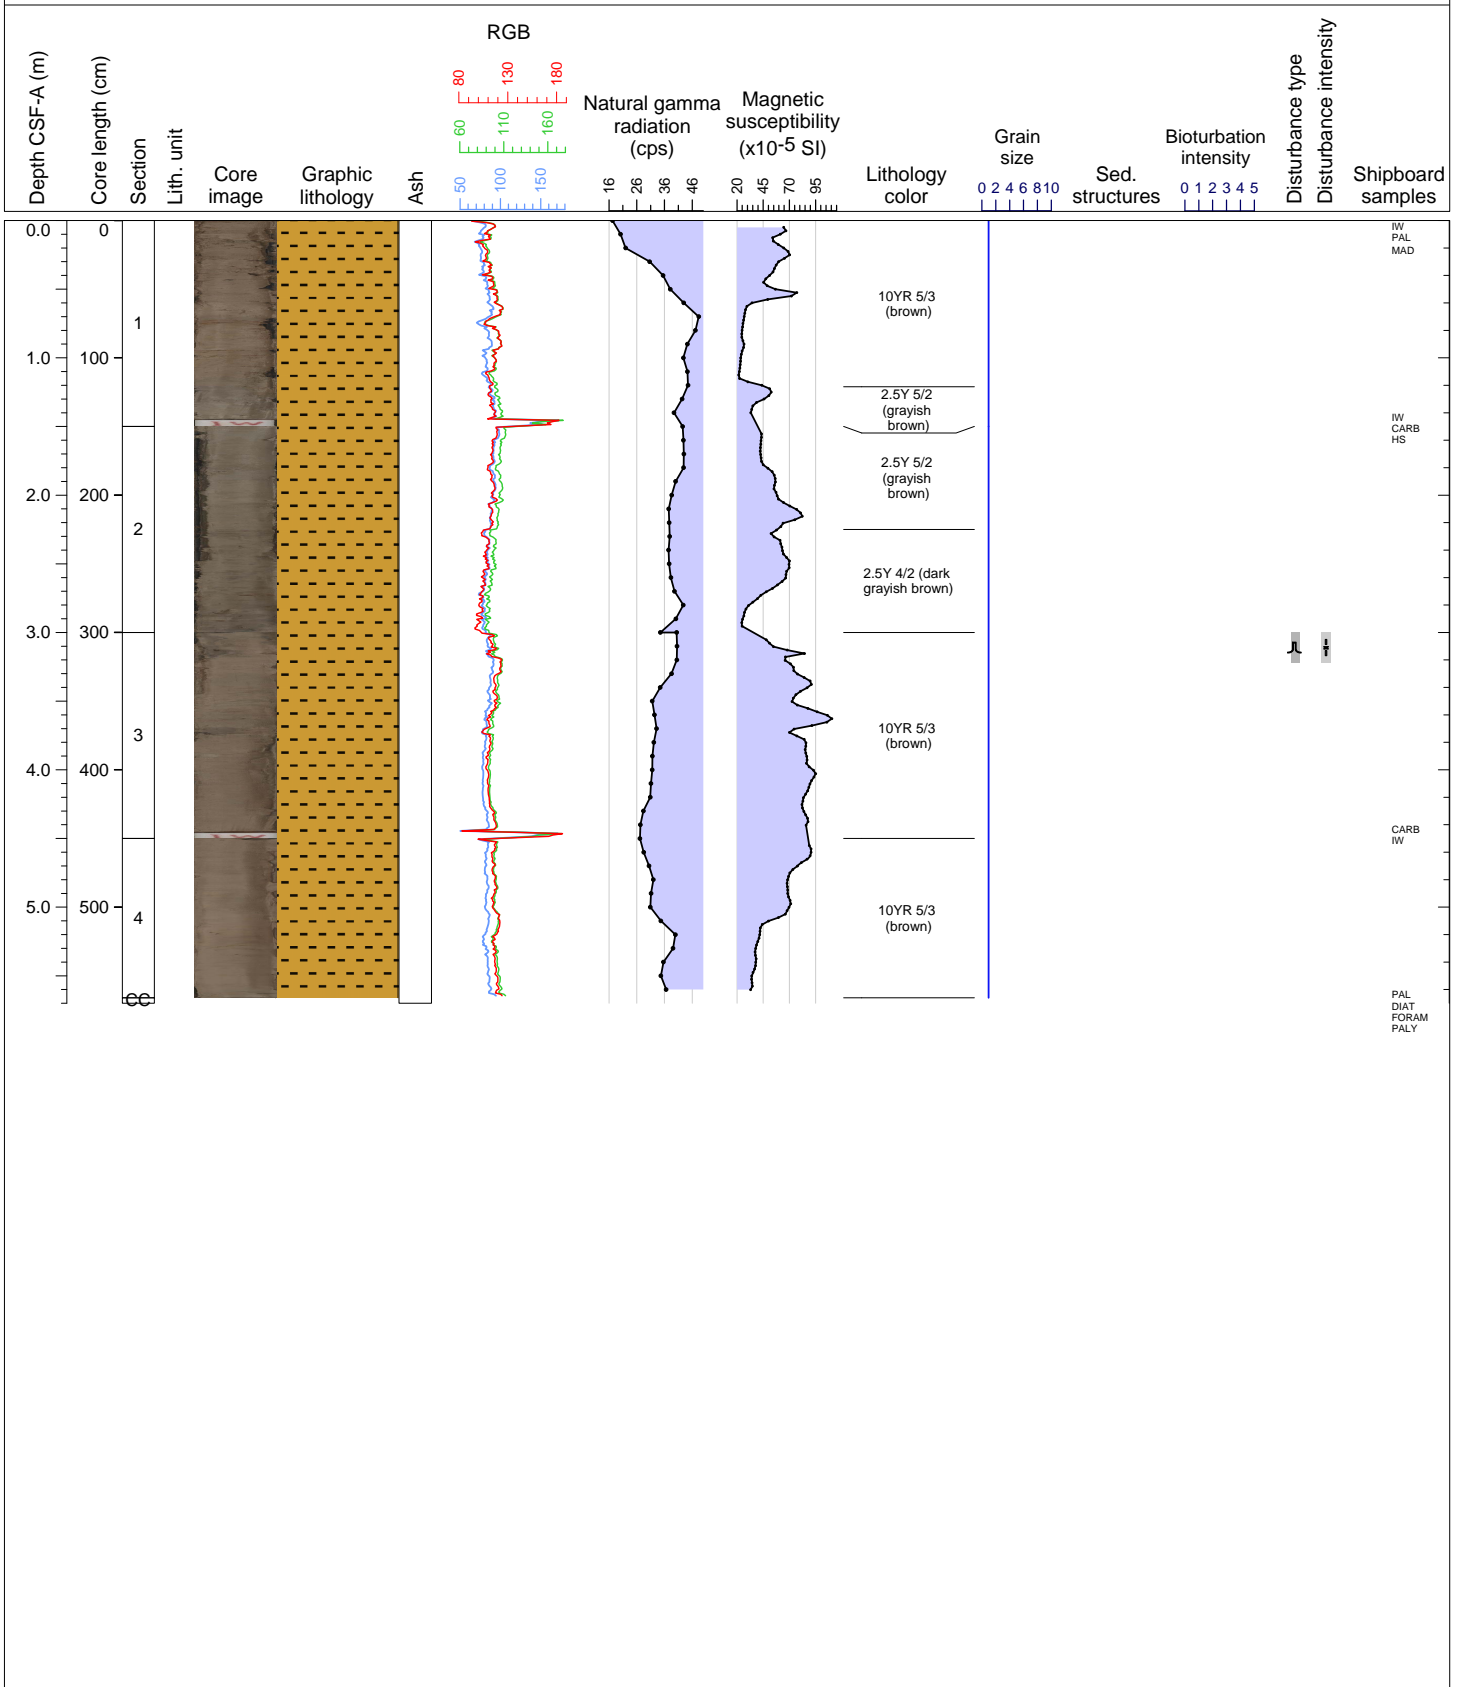 RGB
80 130 180
60 110 160
50 100 150
Depth CSF-A (m)
Core length (cm)
Section
Lith. unit
Core
image
Graphic
lithology
Ash
Natural gamma
radiation
(cps)
16 26 36 46
Magnetic
susceptibility
(x10-5 SI)
20 45 70 95
Lithology
color
Grain
size
0 2 4 6 8 10
Sed.
structures
Bioturbation
intensity
0 1 2 3 4 5
Disturbance type
Disturbance intensity
Shipboard
samples
0.0 0
1.0 100
2.0 200
3.0 300
4.0 400
5.0 500
1
2
3
4
CC
IW
IW
10YR 5/3
(brown)
2.5Y 5/2
(grayish
brown)
2.5Y 5/2
(grayish
brown)
2.5Y 4/2 (dark
grayish brown)
10YR 5/3
(brown)
10YR 5/3
(brown)
IW
PAL
MAD
IW
CARB
HS
CARB
IW
PAL
DIAT
FORAM
PALY